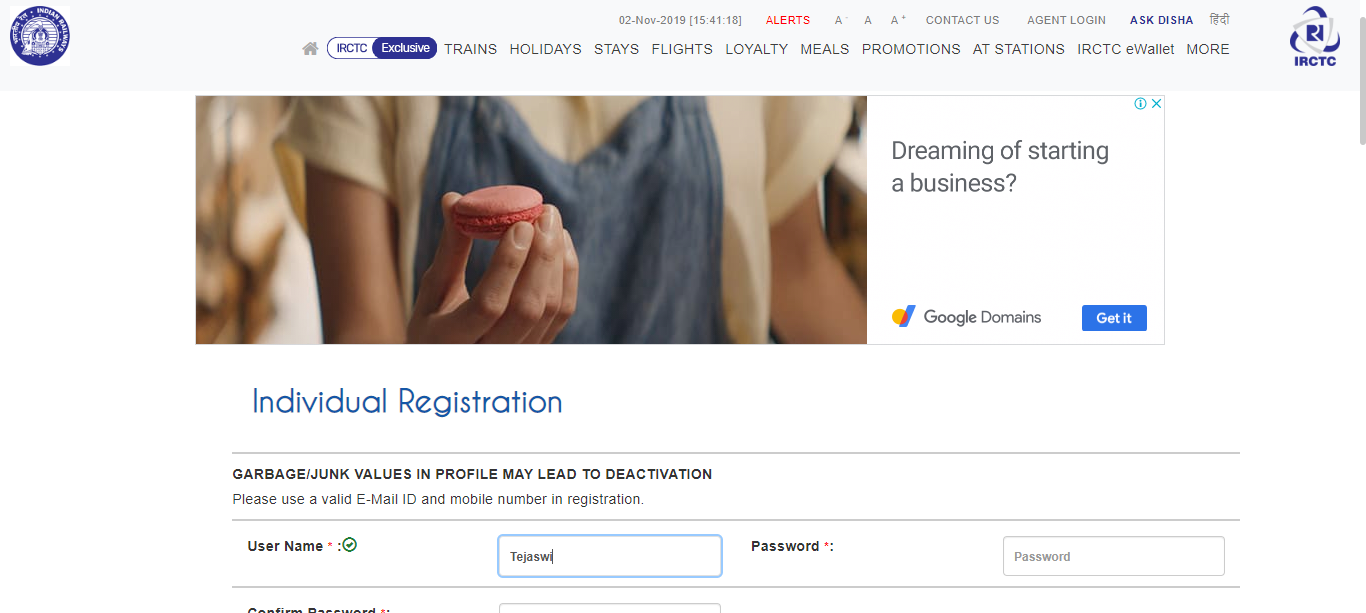 02-Nov-2019 [15:41:18] ALERTS A - A A + CONTACT US AGENT LOGIN ASK DISHA हिंदी
IRCTC Exclusive TRAINS HOLIDAYS STAYS FLIGHTS LOYALTY MEALS PROMOTIONS AT STATIONS IRCTC eWallet MORE
IRCTC
Dreaming of starting
a business?
Google Domains Get it
Individual Registration
GARBAGE/JUNK VALUES IN PROFILE MAY LEAD TO DEACTIVATION
Please use a valid E-Mail ID and mobile number in registration.
User Name * : Tejaswi Password *: Password
Confirm Password *: